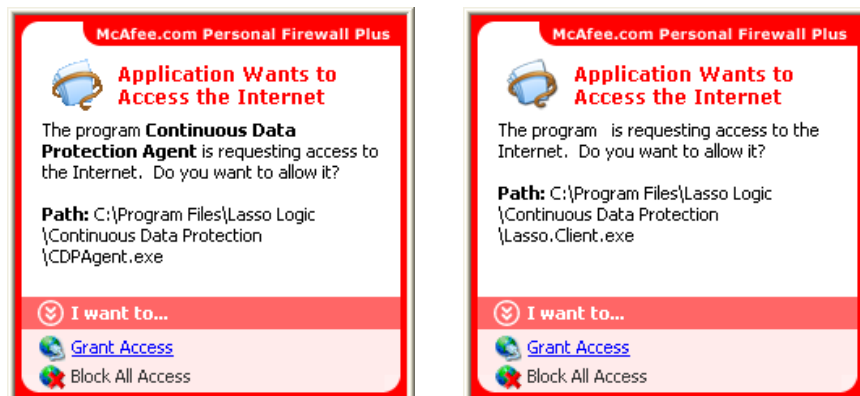 McAfee.com Personal Firewall Plus
Application Wants to
Access the Internet
The program Continuous Data
Protection Agent is requesting access to
the Internet. Do you want to allow it?
Path: C:\Program Files\Lasso Logic
\Continuous Data Protection
\CDPAgent.exe
I want to...
Grant Access
Block All Access
McAfee.com Personal Firewall Plus
Application Wants to
Access the Internet
The program   is requesting access to the
Internet. Do you want to allow it?
Path: C:\Program Files\Lasso Logic
\Continuous Data Protection
\Lasso.Client.exe
I want to...
Grant Access
Block All Access